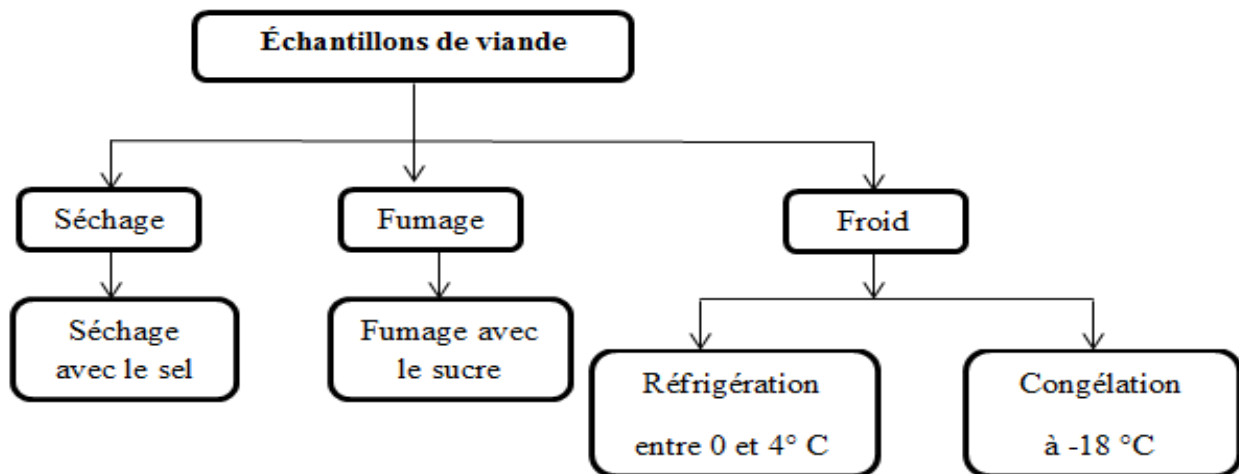 Échantillons de viande
Séchage
Fumage
Froid
Séchage
avec le sel
Fumage avec
le sucre
Réfrigération
entre 0 et 4° C
Congélation
à -18 °C